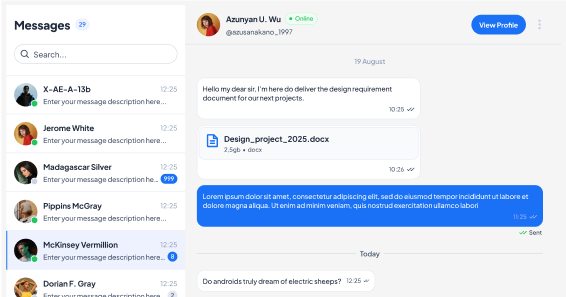 Messages 29
Search...
X-AE-A-13b 12:25
Enter your message description here...
Jerome White 12:25
Enter your message description here...
Madagascar Silver 12:25
Enter your message description he... 999
Pippins McGray 12:25
Enter your message description here...
McKinsey Vermillion 12:25
Enter your message description here... 8
Dorian F. Gray 12:25
Enter your message description here... 2
Azunyan U. Wu Online
@azusanakano_1997
View Profile
19 August
Hello my dear sir, I'm here do deliver the design requirement
document for our next projects.
10:25
Design_project_2025.docx
2.5gb • docx
10:26
Lorem ipsum dolor sit amet, consectetur adipiscing elit, sed do eiusmod tempor incididunt ut labore et
dolore magna aliqua. Ut enim ad minim veniam, quis nostrud exercitation ullamco labori
11:25
Sent
Today
Do androids truly dream of electric sheeps? 12:25